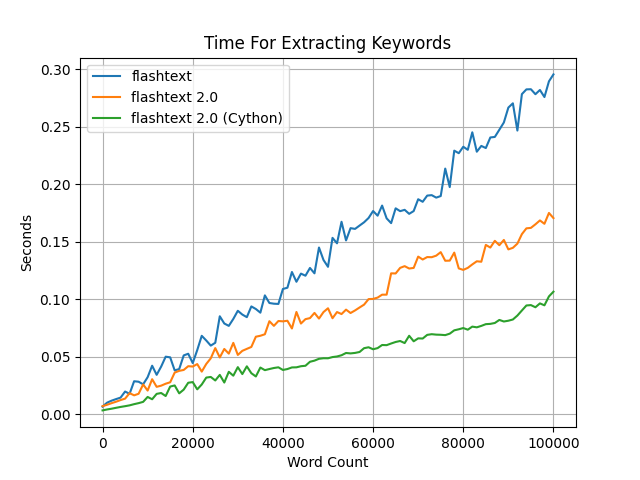 Time For Extracting Keywords
flashtext
flashtext 2.0
flashtext 2.0 (Cython)
0.30
0.25
0.20
0.15
0.10
0.05
0.00
Seconds
0 20000 40000 60000 80000 100000
Word Count